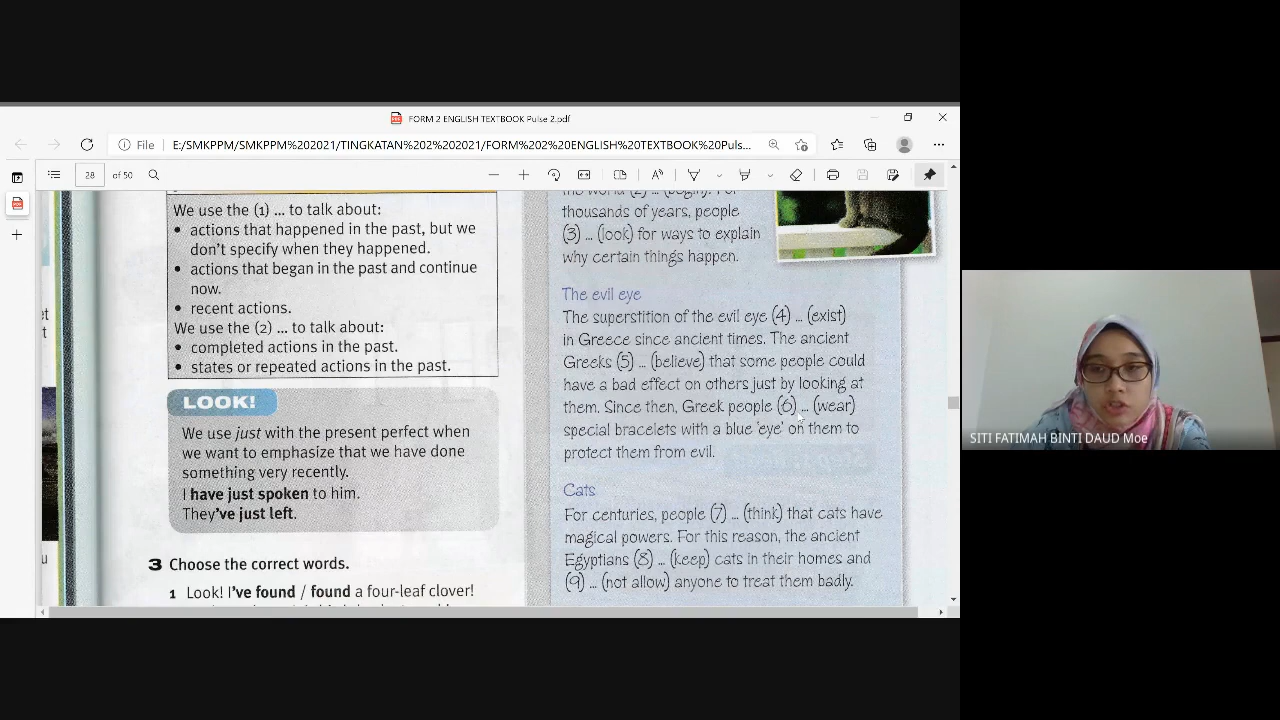 FORM 2 ENGLISH TEXTBOOK Pulse 2.pdf
File
E:/SMKPPM/SMKPPM%202021/TINGKATAN%202%202021/FORM%202%20ENGLISH%20TEXTBOOK%20Puls...
28 of 50
We use the (1) ... to talk about:
• actions that happened in the past, but we
don't specify when they happened.
• actions that began in the past and continue
now.
• recent actions.
We use the (2) ... to talk about:
• completed actions in the past.
• states or repeated actions in the past.
LOOK!
We use just with the present perfect when
we want to emphasize that we have done
something very recently.
I have just spoken to him.
They've just left.
3 Choose the correct words.
1 Look! I've found / found a four-leaf clover!
the world (2) ... (begin). For
thousands of years, people
(3) ... (look) for ways to explain
why certain things happen.
The evil eye
The superstition of the evil eye (4) ... (exist)
in Greece since ancient times. The ancient
Greeks (5) ... (believe) that some people could
have a bad effect on others just by looking at
them. Since then, Greek people (6) ... (wear)
special bracelets with a blue 'eye' on them to
protect them from evil.
Cats
For centuries, people (7) ... (think) that cats have
magical powers. For this reason, the ancient
Egyptians (8) ... (keep) cats in their homes and
(9) ... (not allow) anyone to treat them badly.
SITI FATIMAH BINTI DAUD Moe